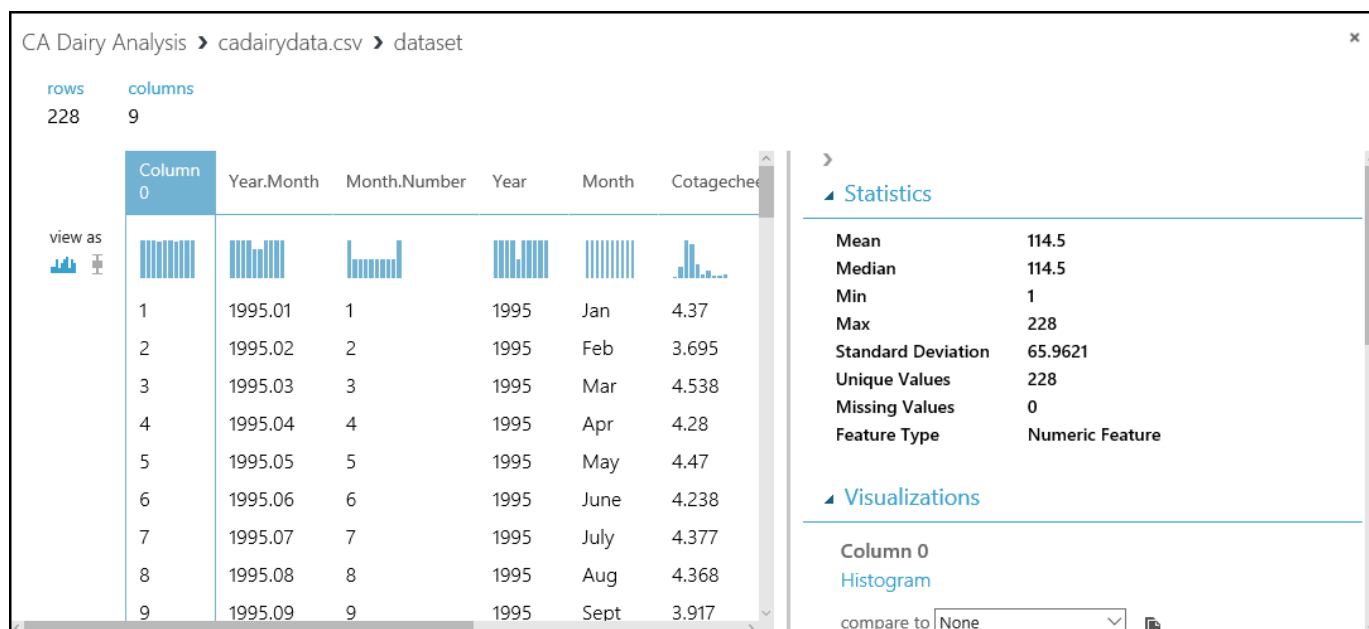 CA Dairy Analysis › cadairydata.csv › dataset
×
rows columns
228 9
Column 0 Year.Month Month.Number Year Month Cotagechee
view as
1 1995.01 1 1995 Jan 4.37
2 1995.02 2 1995 Feb 3.695
3 1995.03 3 1995 Mar 4.538
4 1995.04 4 1995 Apr 4.28
5 1995.05 5 1995 May 4.47
6 1995.06 6 1995 June 4.238
7 1995.07 7 1995 July 4.377
8 1995.08 8 1995 Aug 4.368
9 1995.09 9 1995 Sept 3.917
Statistics
Mean 114.5
Median 114.5
Min 1
Max 228
Standard Deviation 65.9621
Unique Values 228
Missing Values 0
Feature Type Numeric Feature
Visualizations
Column 0
Histogram
compare to None